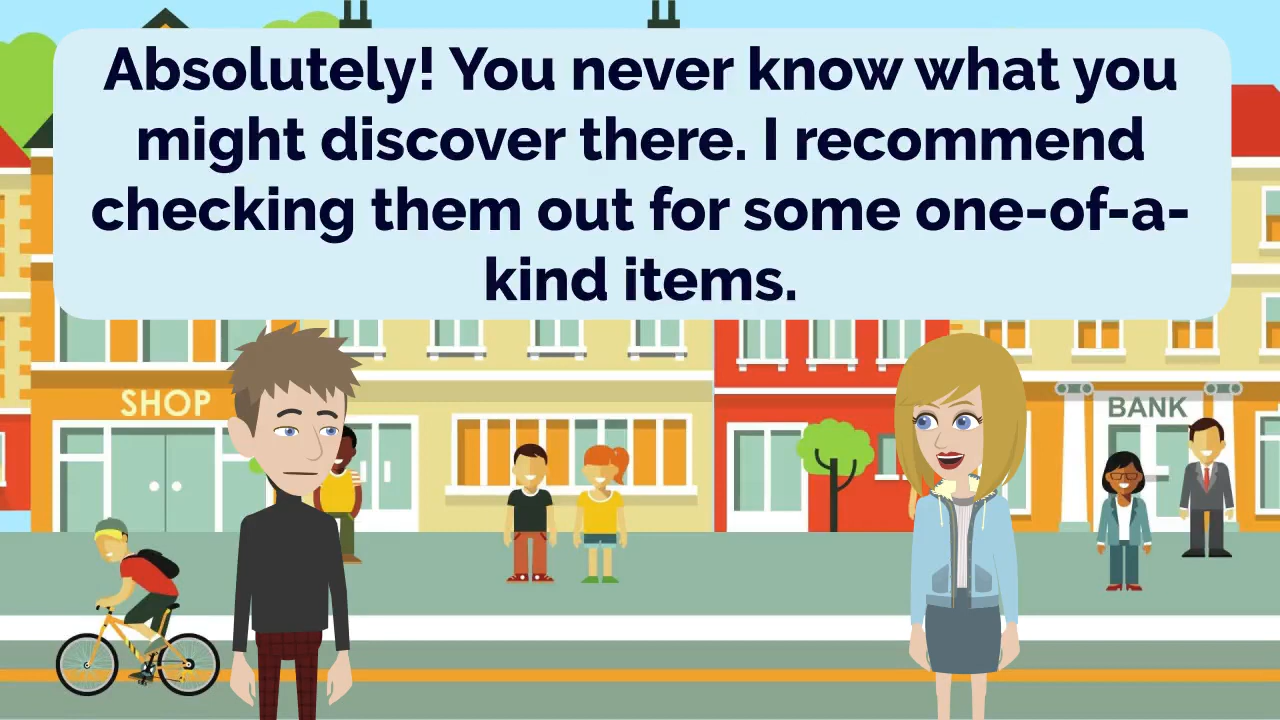 Absolutely! You never know what you
might discover there. I recommend
checking them out for some one-of-a-
kind items.
SHOP
BANK